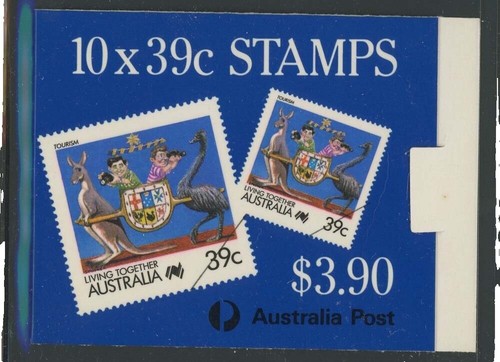 10 x 39c STAMPS
TOURISM
LIVING TOGETHER
AUSTRALIA
39c
TOURISM
LIVING TOGETHER
AUSTRALIA
39c
$3.90
Australia Post